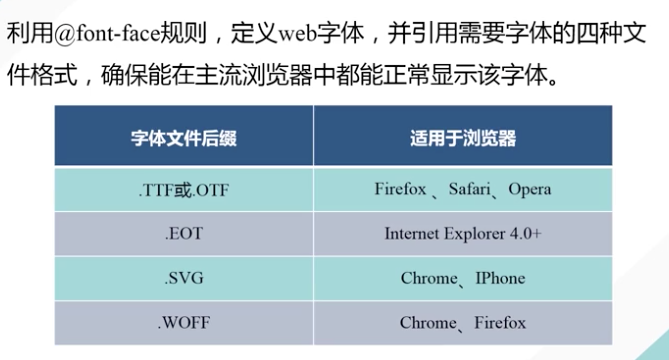 利用@font-face规则，定义web字体，并引用需要字体的四种文
件格式，确保能在主流浏览器中都能正常显示该字体。
字体文件后缀 适用于浏览器
.TTF或.OTF Firefox 、Safari、Opera
.EOT Internet Explorer 4.0+
.SVG Chrome、IPhone
.WOFF Chrome、Firefox